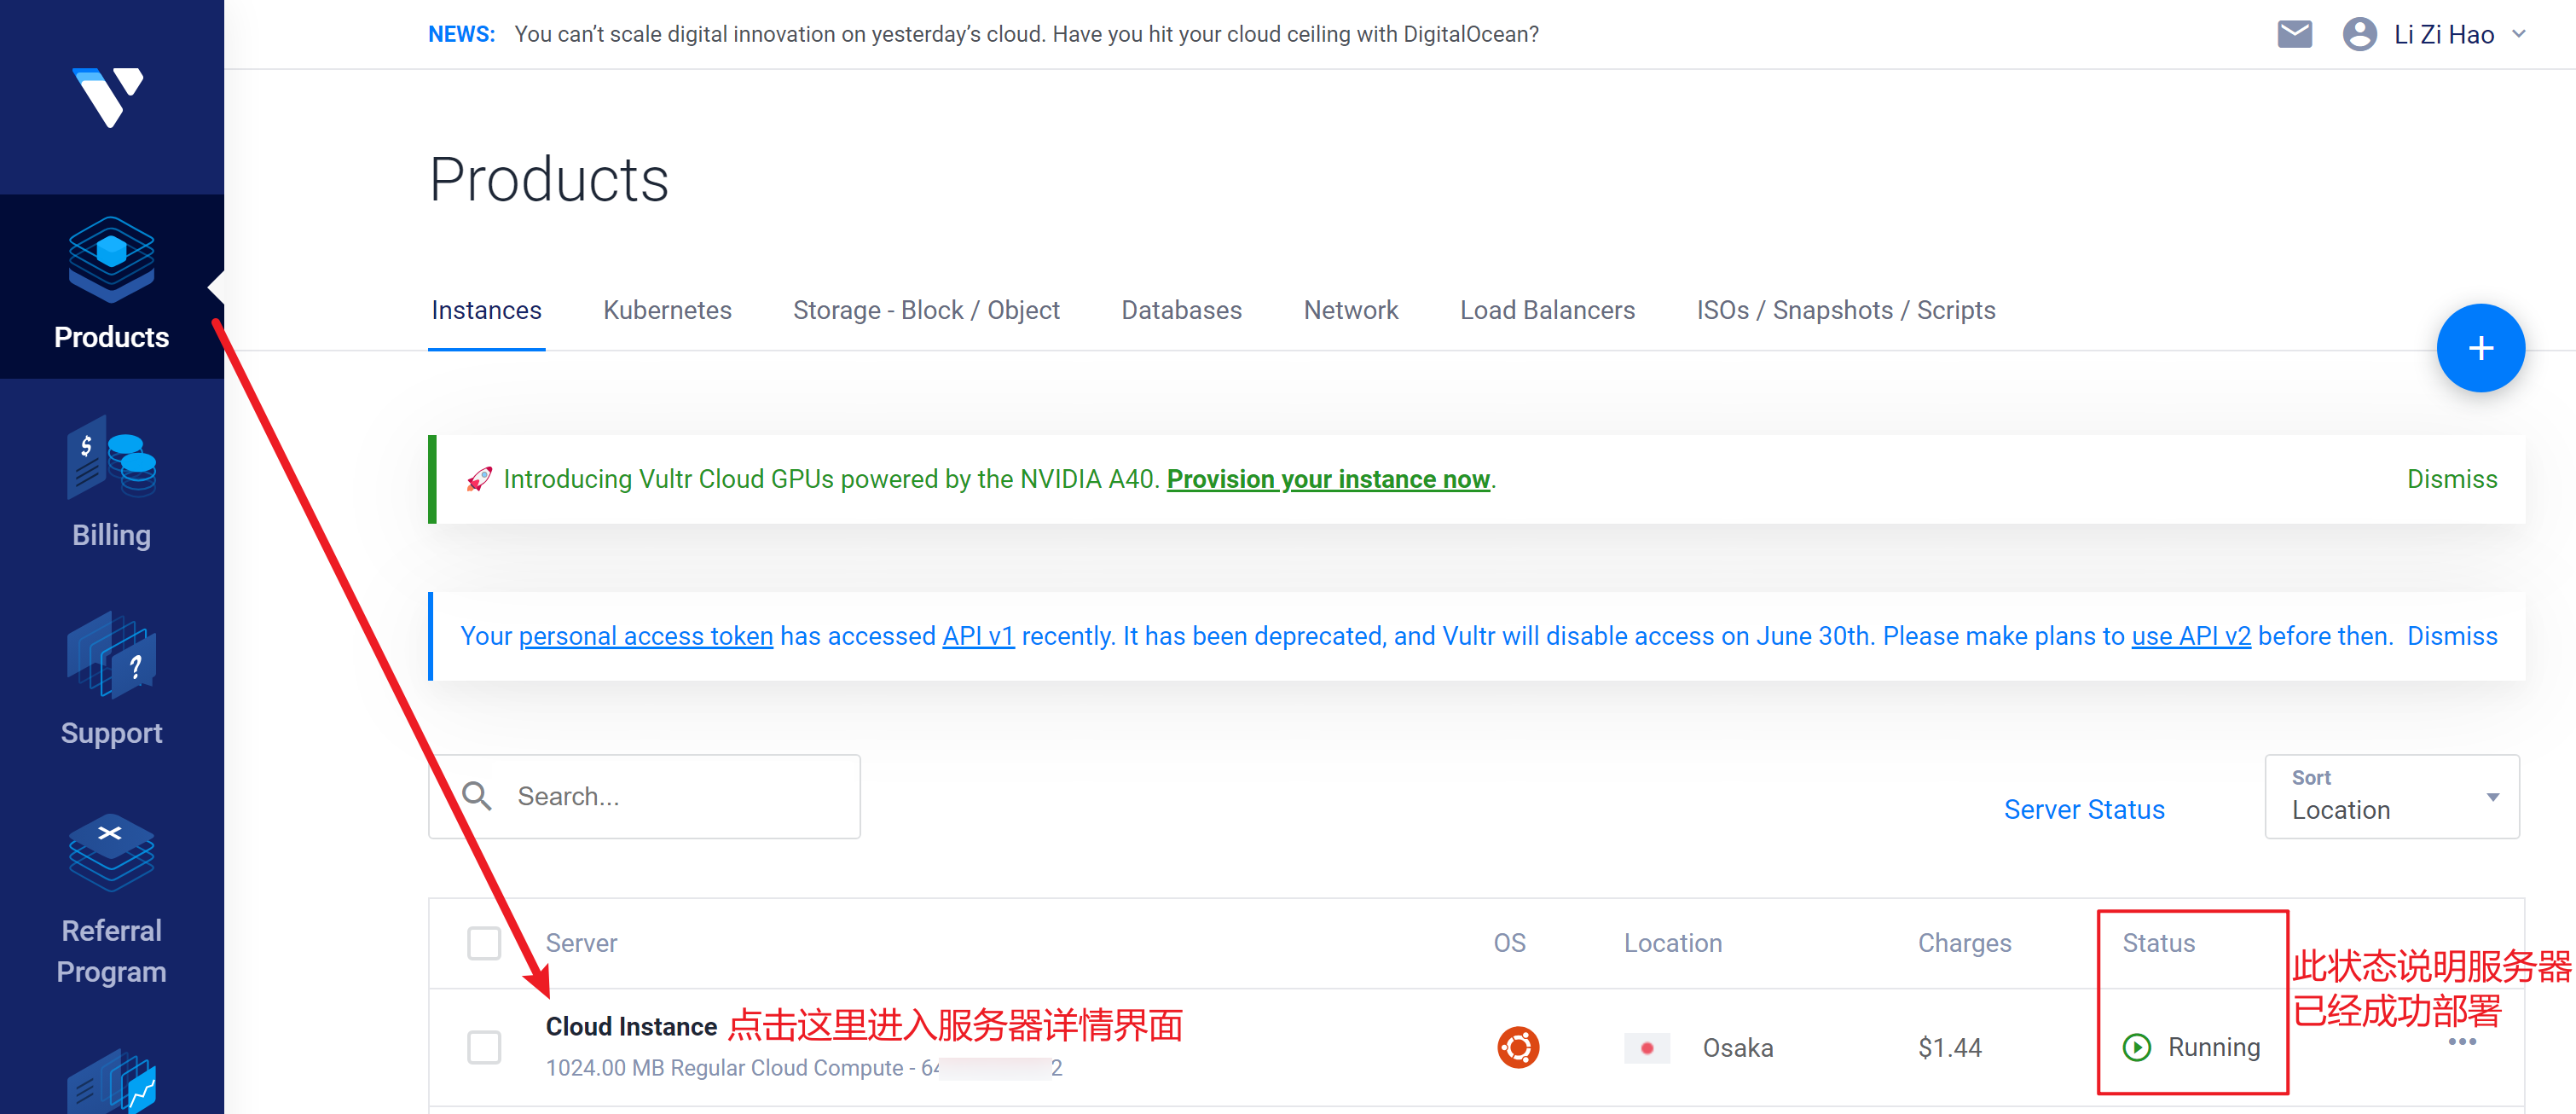 NEWS: You can't scale digital innovation on yesterday's cloud. Have you hit your cloud ceiling with DigitalOcean?
Li Zi Hao
Products
Billing
Support
Referral
Program
Products
Instances Kubernetes Storage - Block / Object Databases Network Load Balancers ISOs / Snapshots / Scripts
+
Introducing Vultr Cloud GPUs powered by the NVIDIA A40. Provision your instance now. Dismiss
Your personal access token has accessed API v1 recently. It has been deprecated, and Vultr will disable access on June 30th. Please make plans to use API v2 before then. Dismiss
Search...
Server Status
Sort
Location
Server OS Location Charges Status
此状态说明服务器
已经成功部署
Cloud Instance 点击这里进入服务器详情界面
1024.00 MB Regular Cloud Compute - 64 2
Osaka $1.44 Running